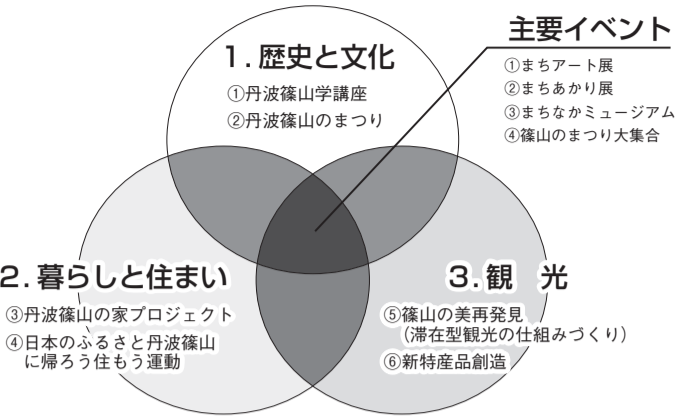 主要イベント
①まちアート展
②まちあかり展
③まちなかミュージアム
④篠山のまつり大集合
1.歴史と文化
①丹波篠山学講座
②丹波篠山のまつり
2.暮らしと住まい
③丹波篠山の家プロジェクト
④日本のふるさと丹波篠山
に帰ろう住もう運動
3.観　光
⑤篠山の美再発見
(滞在型観光の仕組みづくり)
⑥新特産品創造